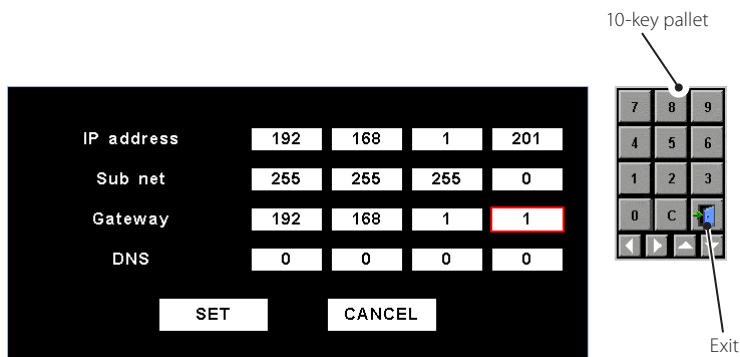 10-key pallet
IP address 192 168 1 201
Sub net 255 255 255 0
Gateway 192 168 1 1
DNS 0 0 0 0
SET CANCEL
7 8 9
4 5 6
1 2 3
0 C
Exit